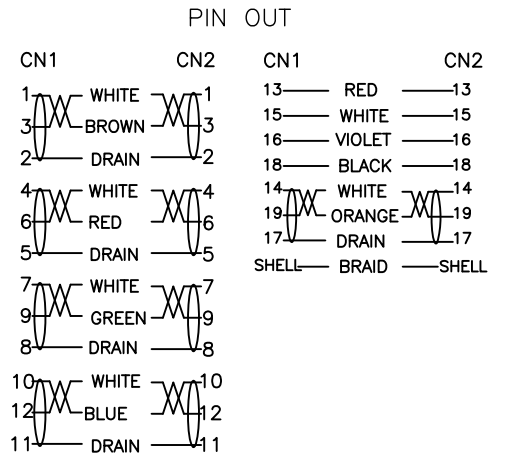 PIN OUT
CN1 CN2
1 WHITE 1
3 BROWN 3
2 DRAIN 2
4 WHITE 4
6 RED 6
5 DRAIN 5
7 WHITE 7
9 GREEN 9
8 DRAIN 8
10 WHITE 10
12 BLUE 12
11 DRAIN 11
CN1 CN2
13 RED 13
15 WHITE 15
16 VIOLET 16
18 BLACK 18
14 WHITE 14
19 ORANGE 19
17 DRAIN 17
SHELL BRAID SHELL